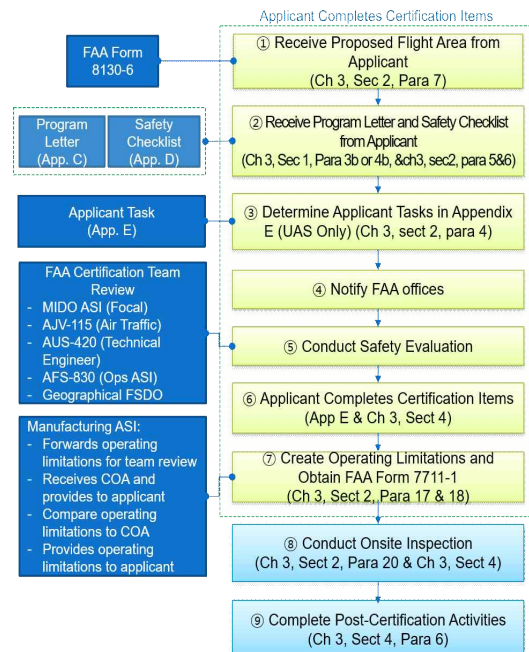 Applicant Completes Certification Items
FAA Form
8130-6
① Receive Proposed Flight Area from
Applicant
(Ch 3, Sec 2, Para 7)
Program
Letter
(App. C)
Safety
Checklist
(App. D)
② Receive Program Letter and Safety Checklist
from Applicant
(Ch 3, Sec 1, Para 3b or 4b, &ch3, sec2, para 5&6)
Applicant Task
(App. E)
③ Determine Applicant Tasks in Appendix
E (UAS Only) (Ch 3, sect 2, para 4)
④ Notify FAA offices
FAA Certification Team
Review
- MIDO ASI (Focal)
- AJV-115 (Air Traffic)
- AUS-420 (Technical
Engineer)
- AFS-830 (Ops ASI)
- Geographical FSDO
⑤ Conduct Safety Evaluation
⑥ Applicant Completes Certification Items
(App E & Ch 3, Sect 4)
Manufacturing ASI:
- Forwards operating
limitations for team review
- Receives COA and
provides to applicant
- Compare operating
limitations to COA
- Provides operating
limitations to applicant
⑦ Create Operating Limitations and
Obtain FAA Form 7711-1
(Ch 3, Sect 2, Para 17 & 18)
⑧ Conduct Onsite Inspection
(Ch 3, Sect 2, Para 20 & Ch 3, Sect 4)
⑨ Complete Post-Certification Activities
(Ch 3, Sect 4, Para 6)